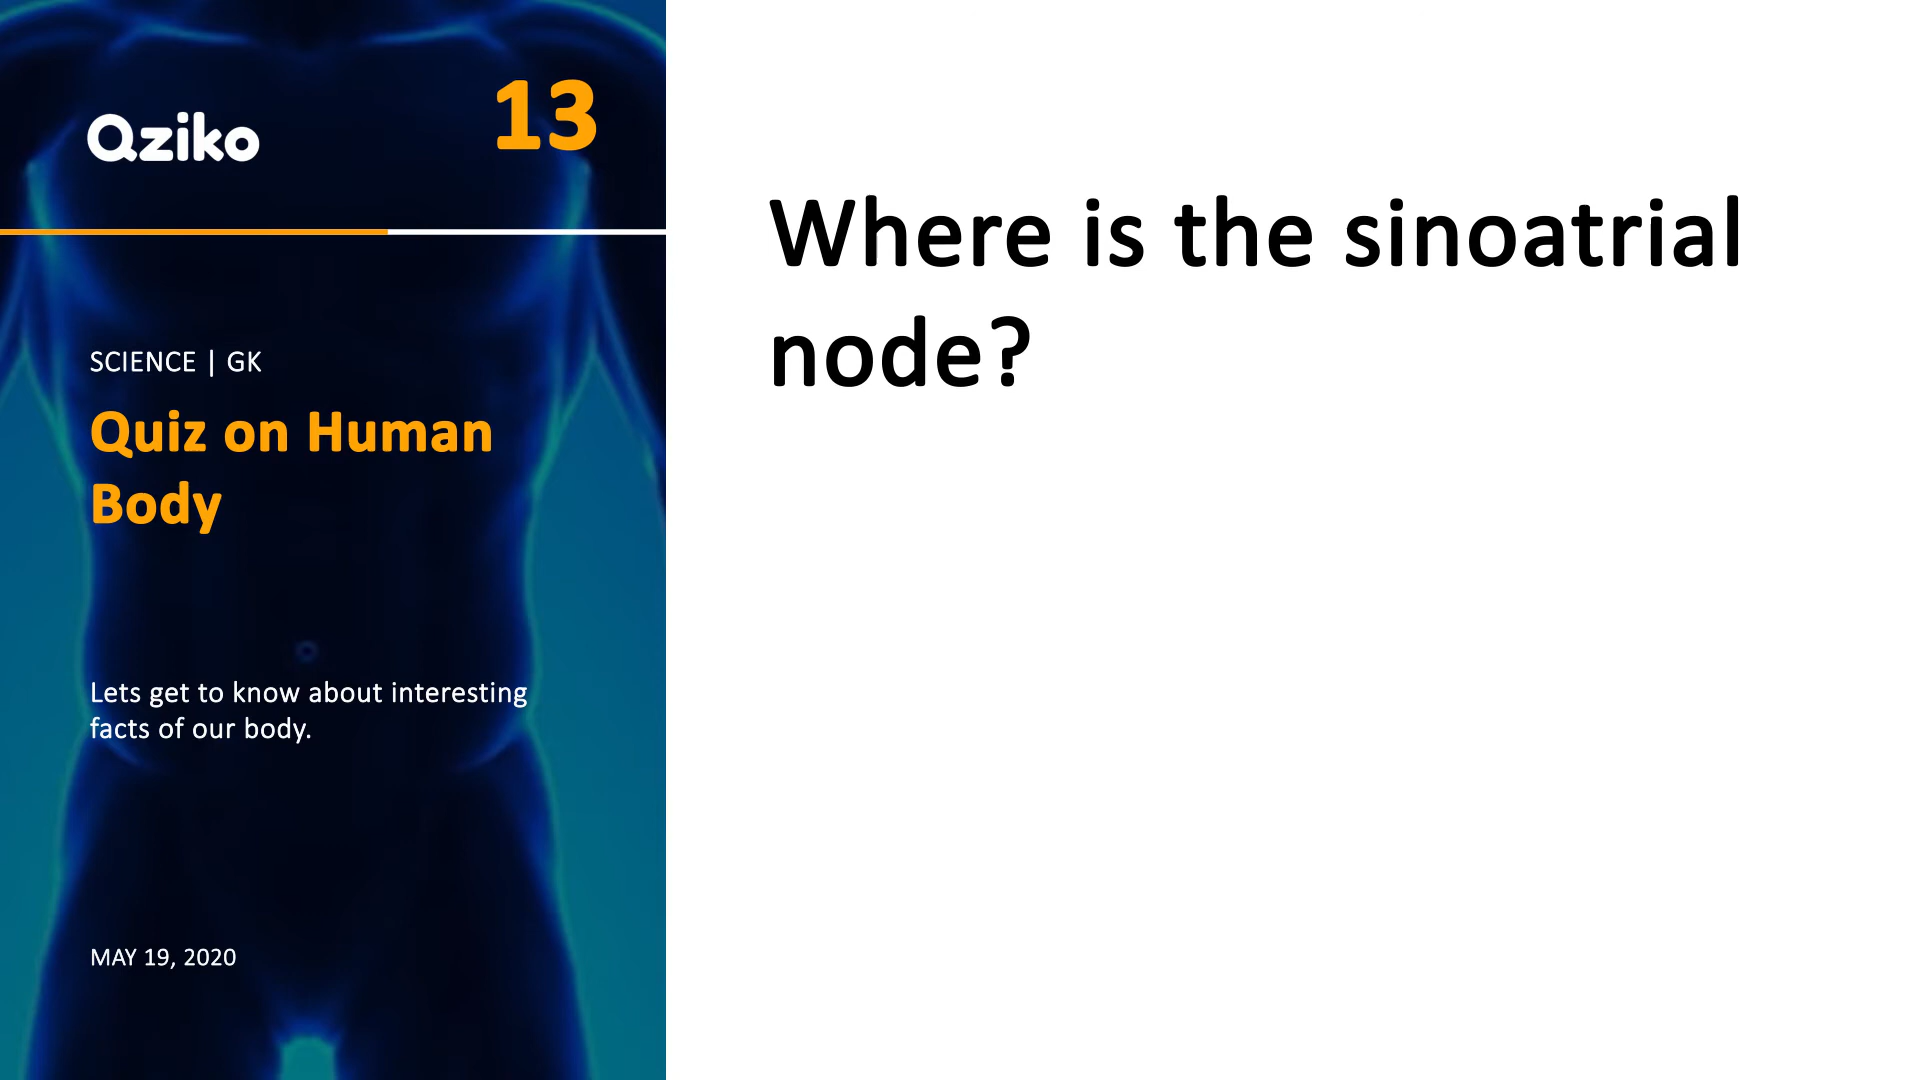 Qziko
13
SCIENCE | GK
Quiz on Human
Body
Lets get to know about interesting
facts of our body.
MAY 19, 2020
Where is the sinoatrial
node?